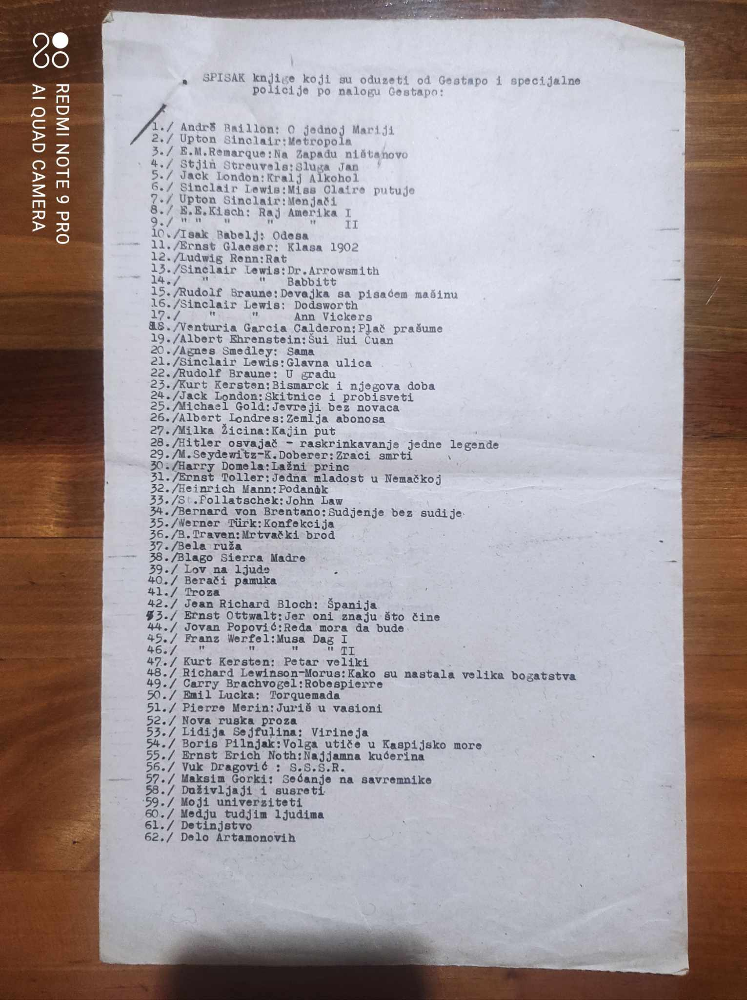 SPISAK knjige koji su oduzeti od Gestapo i specijalne
policije po nalogu Gestapo:
1./ Andrš Baillon: O jednoj Mariji
2./ Upton Sinclair:Metropola
3./ E.M.Remarque:Na Zapadu ništa novo
4./ Stjin Streuvels:Sluga Jan
5./ Jack London:Kralj Alkohol
6./ Sinclair Lewis:Miss Claire putuje
7./ Upton Sinclair:Menjači
8./ E.E.Kisch: Raj Amerika I
9./ " " " " " II
10./Isak Babelj: Odesa
11./Ernst Glaeser: Klasa 1902
12./Ludwig Renn:Rat
13./Sinclair Lewis:Dr.Arrowsmith
14./ " " Babbitt
15./Rudolf Braune:Devajka sa pisaćem mašinu
16./Sinclair Lewis: Dodsworth
17./ " " Ann Vickers
18./Venturia Garcia Calderon:Plač prašume
19./Albert Ehrenstein:Šui Hui Čuan
20./Agnes Smedley: Sama
21./Sinclair Lewis:Glavna ulica
22./Rudolf Braune: U gradu
23./Kurt Kersten:Bismarck i njegova doba
24./Jack London:Skitnice i probisveti
25./Michael Gold:Jevreji bez novaca
26./Albert Londres:Zemlja abonosa
27./Milka Žicina:Kajin put
28./Hitler osvajač - raskrinkavanje jedne legende
29./M.Seydewitz-K.Doberer:Zraci smrti
30./Harry Domela:Lažni princ
31./Ernst Toller:Jedna mladost u Nemačkoj
32./Heinrich Mann:Podanik
33./St.Pollatschek:John Law
34./Bernard von Brentano:Sudjenje bez sudije
35./Werner Türk:Konfekcija
36./B.Traven:Mrtvački brod
37./Bela ruža
38./Blago Sierra Madre
39./ Lov na ljude
40./ Berači pamuka
41./ Troza
42./ Jean Richard Bloch: Španija
43./ Ernst Ottwalt:Jer oni znaju što čine
44./ Jovan Popović:Reda mora da bude
45./ Franz Werfel:Musa Dag I
46./ " " " " TI
47./ Kurt Kersten: Petar veliki
48./ Richard Lewinson-Morus:Kako su nastala velika bogatstva
49./ Carry Brachvogel:Robespierre
50./ Emil Lucka: Torquemada
51./ Pierre Merin:Juriš u vasioni
52./ Nova ruska proza
53./ Lidija Sejfulina: Virineja
54./ Boris Pilnjak:Volga utiče u Kaspijsko more
55./ Ernst Erich Noth:Najjamna kućerina
56./ Vuk Dragović : S.S.S.R.
57./ Maksim Gorki: Sećanje na savremnike
58./ Duživljaji i susreti
59./ Moji univerziteti
60./ Medju tudjim ljudima
61./ Detinjstvo
62./ Delo Artamonovih
REDMI NOTE 9 PRO
AI QUAD CAMERA